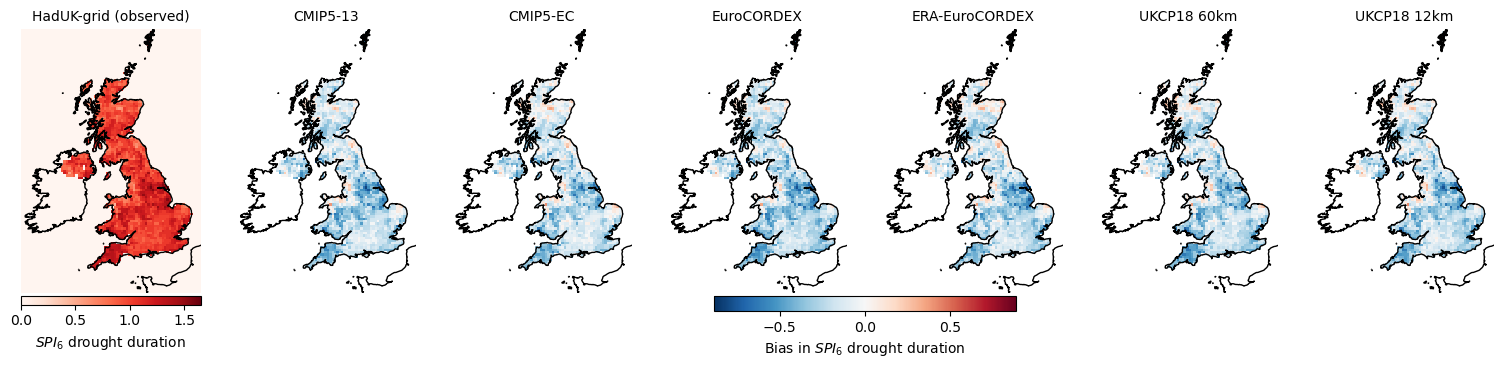 HadUK-grid (observed)
CMIP5-13
CMIP5-EC
EuroCORDEX
ERA-EuroCORDEX
UKCP18 60km
UKCP18 12km
0.0 0.5 1.0 1.5
SPI6 drought duration
−0.5 0.0 0.5
Bias in SPI6 drought duration